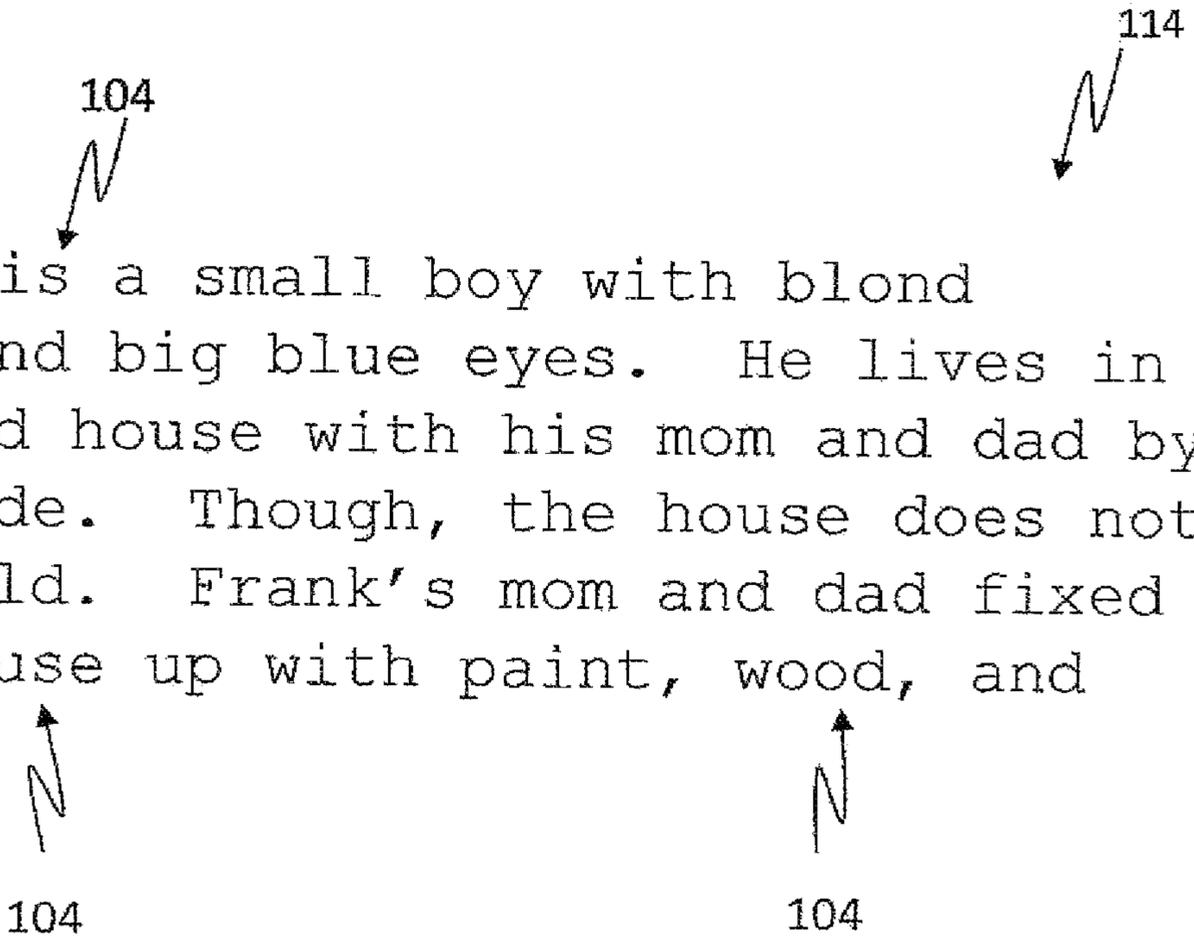 114
104
is a small boy with blond
nd big blue eyes.  He lives in
d house with his mom and dad by
de.  Though, the house does not
ld.  Frank's mom and dad fixed
use up with paint, wood, and
104 104